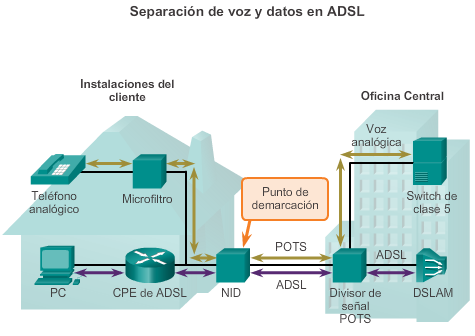 Separación de voz y datos en ADSL
Instalaciones del
cliente
Oficina Central
Voz
analógica
Teléfono
analógico
Microfiltro
Punto de
demarcación
Switch de
clase 5
POTS
ADSL
ADSL
PC
CPE de ADSL
NID
Divisor de
señal
POTS
DSLAM